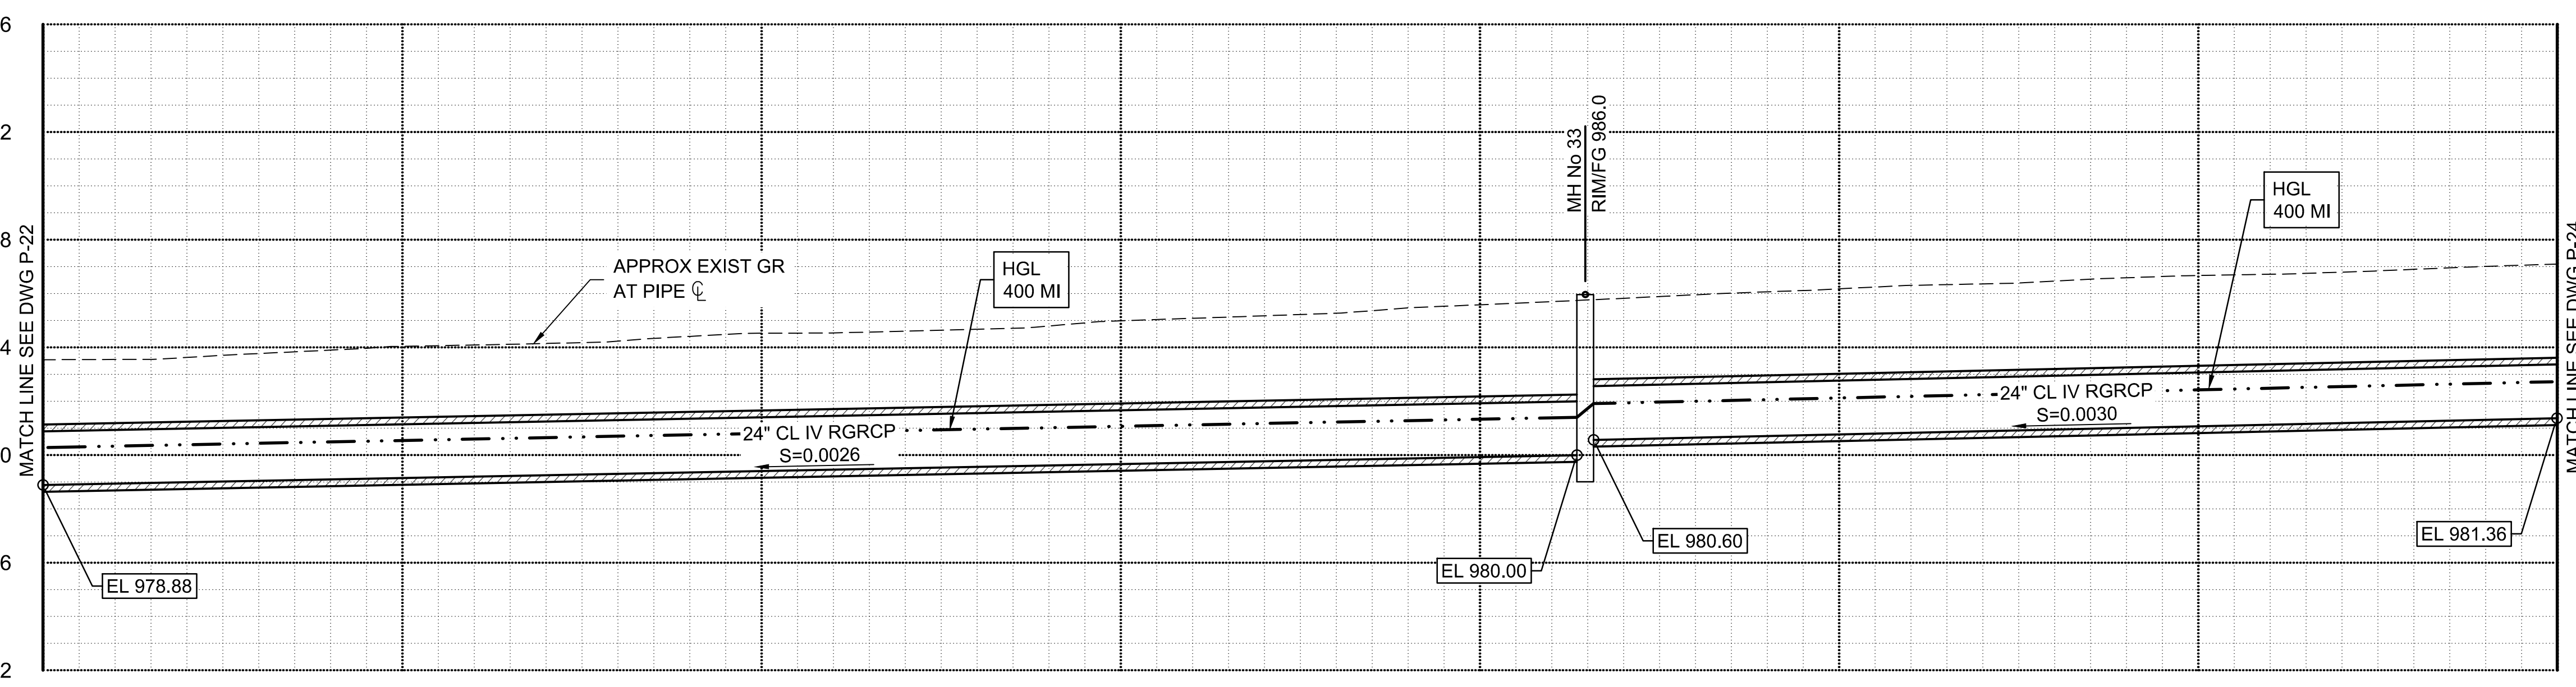 6
2
8
4
0
6
2
MATCH LINE SEE DWG P-22
APPROX EXIST GR
AT PIPE ℄
HGL
400 MI
24" CL IV RGRCP
S=0.0026
EL 978.88
MH No 33
RIM/FG 986.0
EL 980.00
EL 980.60
HGL
400 MI
24" CL IV RGRCP
S=0.0030
EL 981.36
MATCH LINE SEE DWG P-24